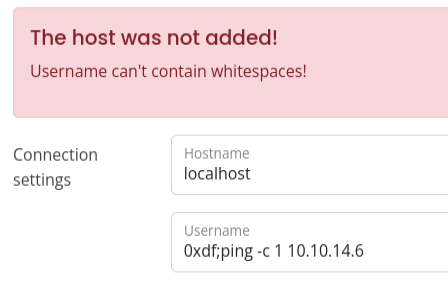 The host was not added!
Username can't contain whitespaces!
Connection
settings
Hostname
localhost
Username
0xdf;ping -c 1 10.10.14.6